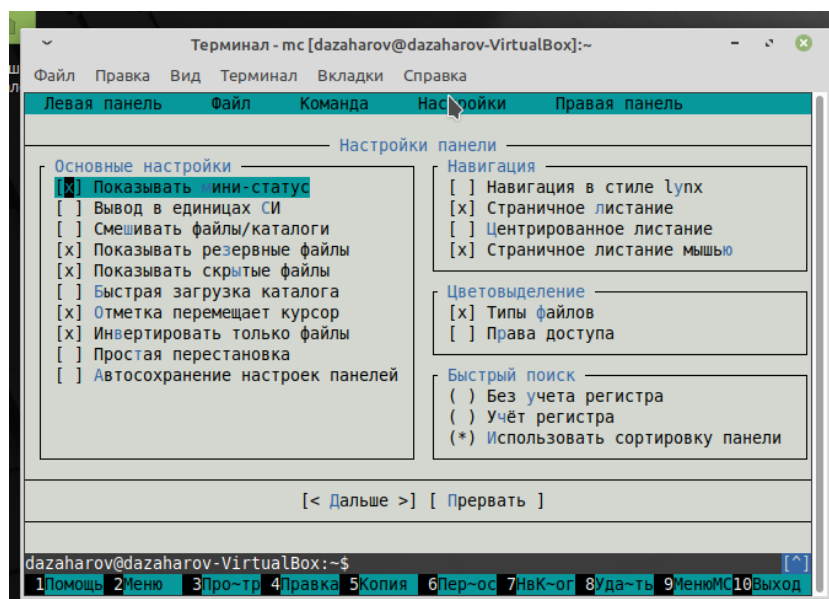 Терминал - mc [dazaharov@dazaharov-VirtualBox]:~
Файл Правка Вид Терминал Вкладки Справка
Левая панель Файл Команда Настройки Правая панель
Настройки панели
Основные настройки
[x] Показывать мини-статус
[ ] Вывод в единицах СИ
[ ] Смешивать файлы/каталоги
[x] Показывать резервные файлы
[x] Показывать скрытые файлы
[ ] Быстрая загрузка каталога
[x] Отметка перемещает курсор
[x] Инвертировать только файлы
[ ] Простая перестановка
[ ] Автосохранение настроек панелей
Навигация
[ ] Навигация в стиле lynx
[x] Страничное листание
[ ] Центрированное листание
[x] Страничное листание мышью
Цветовыделение
[x] Типы файлов
[ ] Права доступа
Быстрый поиск
( ) Без учета регистра
( ) Учёт регистра
(*) Использовать сортировку панели
[< Дальше >] [ Прервать ]
dazaharov@dazaharov-VirtualBox:~$ [^]
1Помощь 2Меню 3Про~тр 4Правка 5Копия 6Пер~ос 7НвК~ог 8Уда~ть 9МенюMC 10Выход